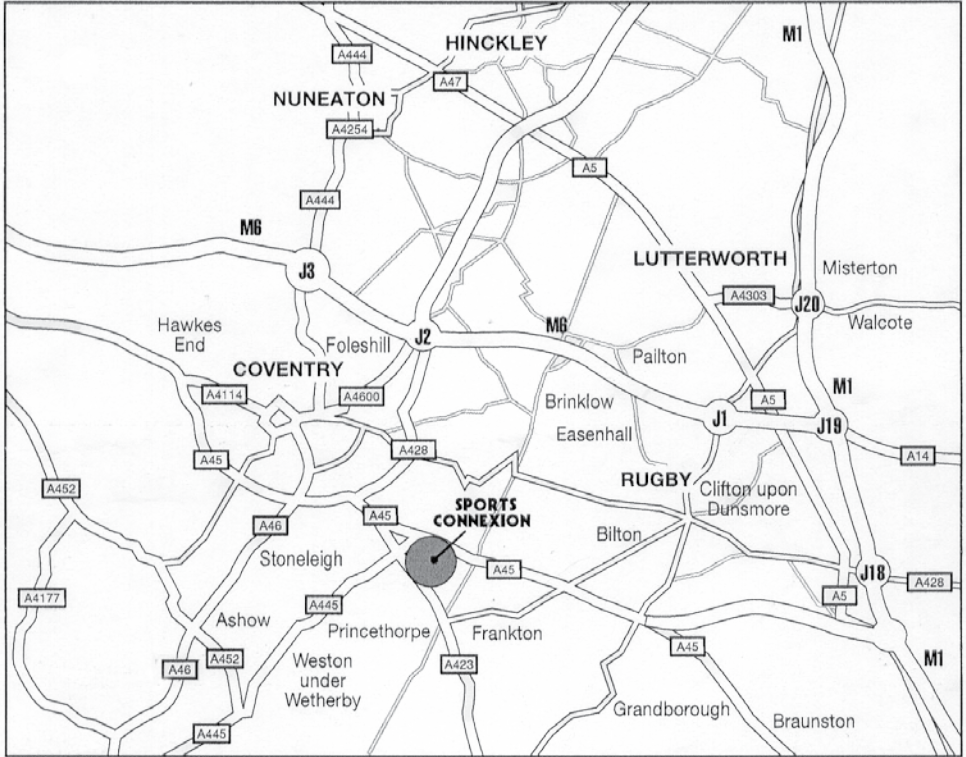 M1
HINCKLEY
A444
A47
NUNEATON
A4254
A5
A444
M6
LUTTERWORTH
J3
Misterton
A4303
J20
Walcote
Hawkes
End
Foleshill
J2
M6
Pailton
COVENTRY
A4114
A4600
Brinklow
A5
M1
J1
J19
Easenhall
A428
A45
A14
RUGBY
Clifton upon
Dunsmore
A452
SPORTS
CONNEXION
A45
A46
Bilton
Stoneleigh
A45
J18
A428
A4177
A445
A5
Ashow
Princethorpe
Frankton
A45
A452
A46
Weston
under
Wetherby
A423
M1
Grandborough
Braunston
A445